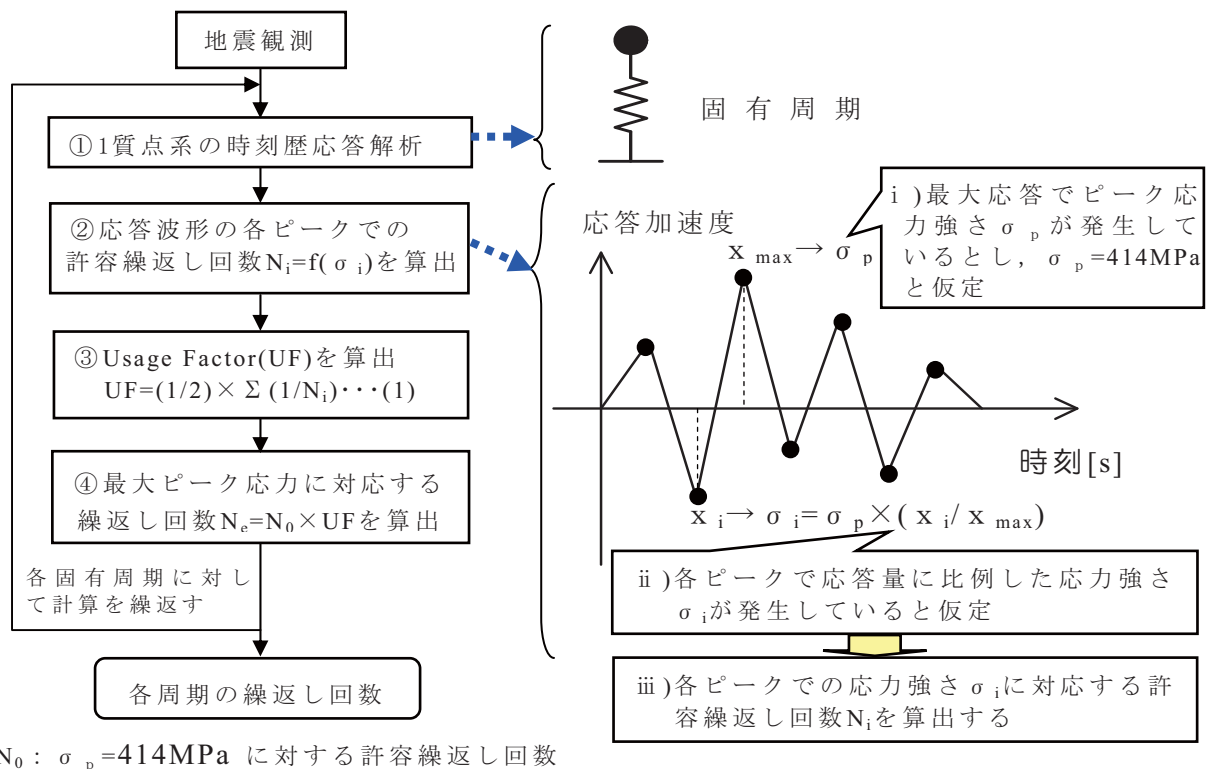 地震観測
①1質点系の時刻歴応答解析
②応答波形の各ピークでの
許容繰返し回数Nᵢ=f(σᵢ)を算出
③Usage Factor(UF)を算出
UF=(1/2)×Σ(1/Nᵢ)･･･(1)
④最大ピーク応力に対応する
繰返し回数Nₑ=N₀×UFを算出
各固有周期に対し
て計算を繰返す
各周期の繰返し回数
N₀：σₚ=414MPa に対する許容繰返し回数
固有周期
応答加速度
x max→σₚ
ⅰ)最大応答でピーク応
力強さσₚが発生して
いるとし，σₚ=414MPa
と仮定
時刻[s]
xᵢ→σᵢ=σₚ×(xᵢ/x max)
ⅱ)各ピークで応答量に比例した応力強さ
σᵢが発生していると仮定
ⅲ)各ピークでの応力強さσᵢに対応する許
容繰返し回数Nᵢを算出する